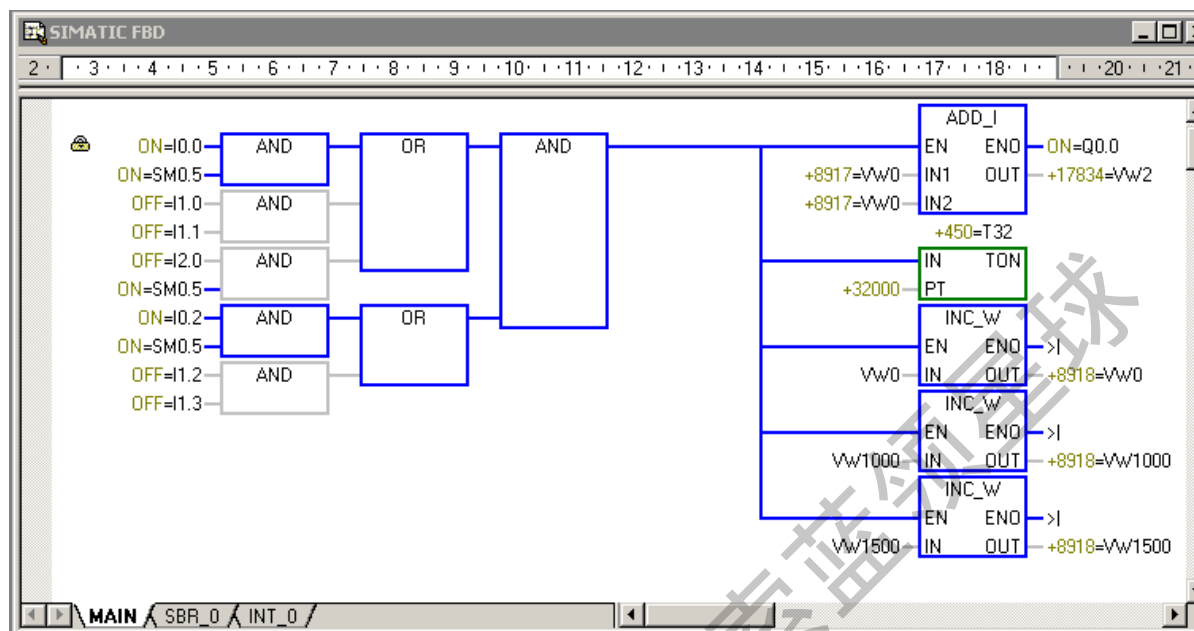 SIMATIC FBD
2 · · 3 · ı · 4 · ı · 5 · ı · 6 · ı · 7 · ı · 8 · ı · 9 · ı · 10 · ı · 11 · ı · 12 · ı · 13 · ı · 14 · ı · 15 · ı · 16 · ı · 17 · ı · 18 · ı · · ı · 20 · ı · 21 ·
ADD_I
ON=I0.0 AND OR AND EN ENO ON=Q0.0
ON=SM0.5 +8917=VW0 IN1 OUT +17834=VW2
OFF=I1.0 AND +8917=VW0 IN2
OFF=I1.1 +450=T32
OFF=I2.0 AND IN TON
ON=SM0.5 +32000 PT
ON=I0.2 AND OR INC_W
ON=SM0.5 EN ENO >|
OFF=I1.2 AND VW0 IN OUT +8918=VW0
OFF=I1.3 INC_W
EN ENO >|
VW1000 IN OUT +8918=VW1000
INC_W
EN ENO >|
VW1500 IN OUT +8918=VW1500
MAIN SBR_0 INT_0
蓝领星球